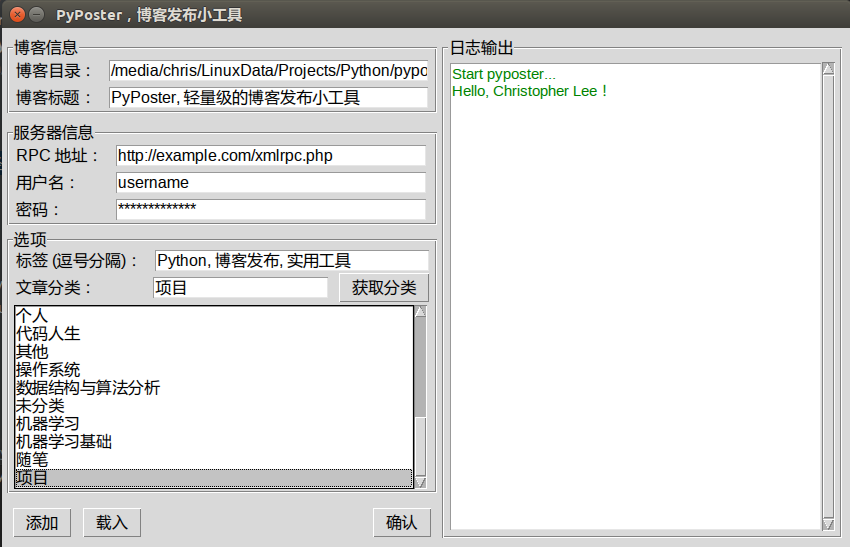 PyPoster，博客发布小工具
博客信息
博客目录： /media/chris/LinuxData/Projects/Python/pypo
博客标题： PyPoster, 轻量级的博客发布小工具
服务器信息
RPC 地址： http://example.com/xmlrpc.php
用户名： username
密码： *************
选项
标签 (逗号分隔)： Python, 博客发布, 实用工具
文章分类： 项目 获取分类
个人
代码人生
其他
操作系统
数据结构与算法分析
未分类
机器学习
机器学习基础
随笔
项目
添加 载入 确认
日志输出
Start pyposter...
Hello, Christopher Lee！